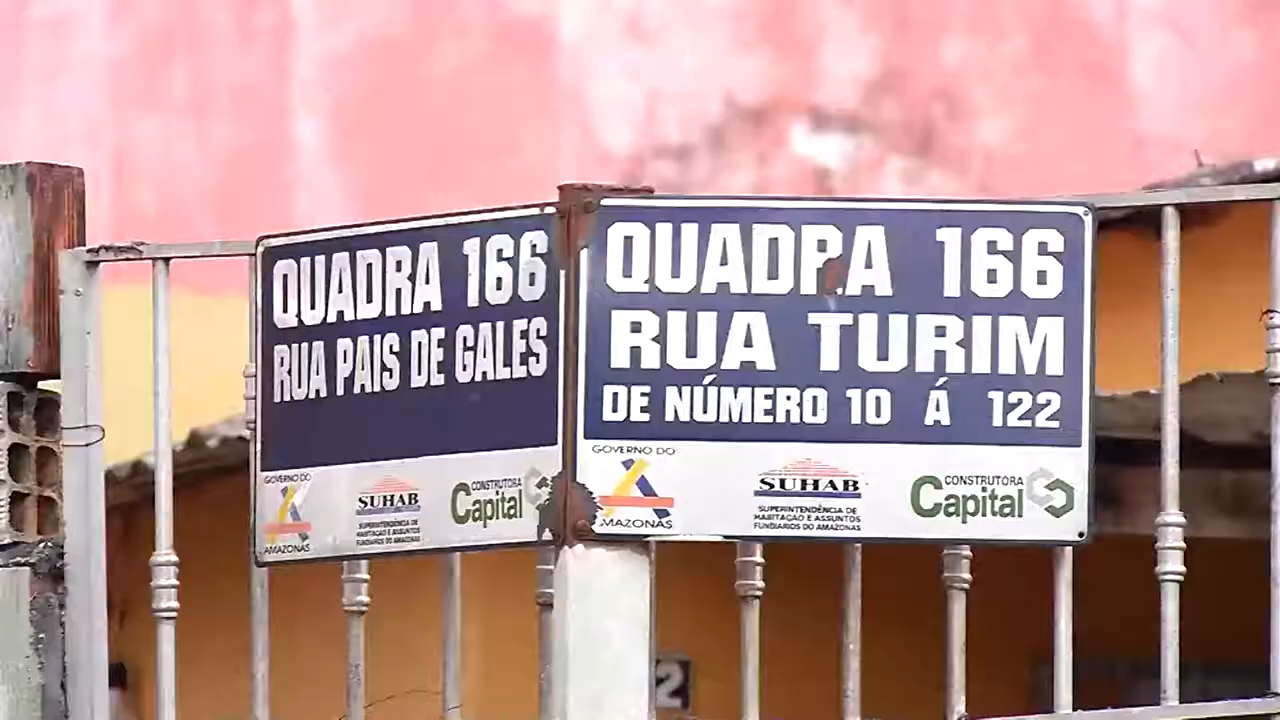 QUADRA 166
RUA PAIS DE GALES
GOVERNO DO
AMAZONAS
SUHAB
SUPERINTENDÊNCIA DE
HABITAÇÃO E ASSUNTOS
FUNDIÁRIOS DO AMAZONAS
CONSTRUTORA
Capital
QUADRA 166
RUA TURIM
DE NÚMERO 10 Á 122
GOVERNO DO
AMAZONAS
SUHAB
SUPERINTENDÊNCIA DE
HABITAÇÃO E ASSUNTOS
FUNDIÁRIOS DO AMAZONAS
CONSTRUTORA
Capital
2